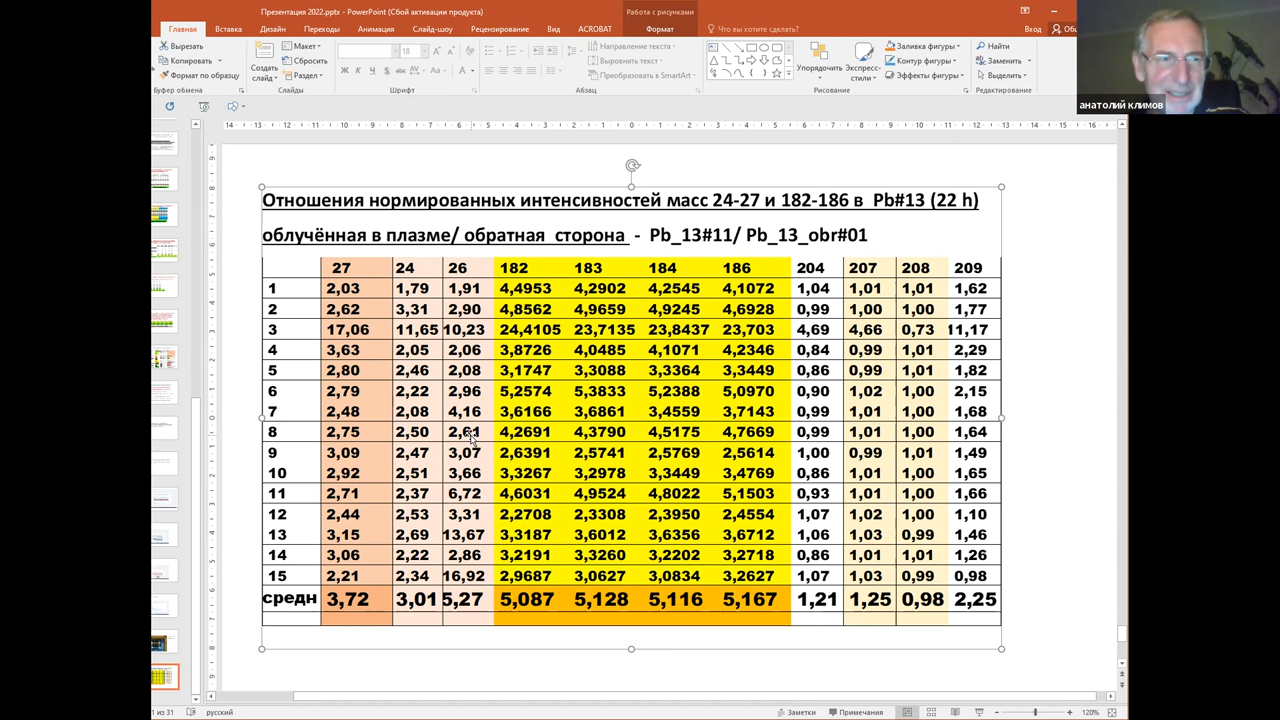 Презентация 2022.pptx - PowerPoint (Сбой активации продукта)
Работа с рисунками
Главная Вставка Дизайн Переходы Анимация Слайд-шоу Рецензирование Вид ACROBAT Формат Что вы хотите сделать? Вход
Вырезать
Копировать
Формат по образцу
Буфер обмена
Создать слайд
Макет
Сбросить
Раздел
Слайды
18
Шрифт
Направление текста
Выровнять текст
Преобразовать в SmartArt
Абзац
Упорядочить
Экспресс-стили
Заливка фигуры
Контур фигуры
Эффекты фигуры
Рисование
Найти
Заменить
Выделить
Редактирование
анатолий климов
Отношения нормированных интенсивностей масс 24-27 и 182-186 в Pb#13 (22 h)
облучённая в плазме/ обратная сторона - Pb_13#11/ Pb_13_obr#01
27 24 26 182 183 184 186 204 207 208 209
1 2,03 1,79 1,91 4,4953 4,2902 4,2545 4,1072 1,04 1,01 1,01 1,62
2 2,62 3,31 2,90 4,8562 4,9659 4,9245 4,6928 0,99 1,00 1,00 1,77
3 17,06 11,65 10,23 24,4105 23,7135 23,8437 23,703 4,69 4,66 0,73 11,17
4 3,63 2,05 2,06 3,8726 4,0485 4,1071 4,2346 0,84 0,99 1,01 2,29
5 2,80 2,46 2,08 3,1747 3,3088 3,3364 3,3449 0,86 0,99 1,01 1,82
6 2,79 2,28 2,96 5,2574 5,3833 5,2388 5,0970 0,90 1,02 1,00 2,15
7 2,48 2,08 4,16 3,6166 3,6861 3,4559 3,7143 0,99 1,01 1,00 1,68
8 2,75 2,50 4,2691 4,3790 4,5175 4,7669 0,99 1,01 1,00 1,64
9 3,09 2,47 3,07 2,6391 2,5741 2,5769 2,5614 1,00 0,99 1,01 1,49
10 2,92 2,51 3,66 3,3267 3,2978 3,3449 3,4769 0,86 1,01 1,00 1,65
11 2,71 2,37 6,72 4,6031 4,9524 4,8022 5,1503 0,93 1,01 1,00 1,66
12 2,44 2,53 3,31 2,2708 2,3308 2,3950 2,4554 1,07 1,02 1,00 1,10
13 3,15 2,69 13,67 3,3187 3,6012 3,6356 3,6712 1,06 1,03 0,99 1,46
14 3,06 2,22 2,86 3,2191 3,3260 3,2202 3,2718 0,86 1,01 1,01 1,26
15 2,21 2,34 16,92 2,9687 3,0627 3,0834 3,2627 1,07 1,03 0,99 0,98
средн 3,72 3,01 5,27 5,087 5,128 5,116 5,167 1,21 1,25 0,98 2,25
из 31 русский Заметки Примечания 120%